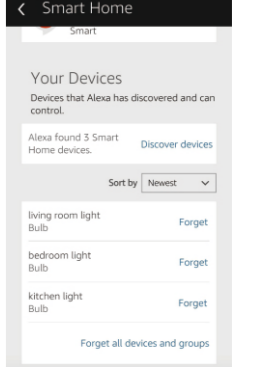 Smart Home
Smart
Your Devices
Devices that Alexa has discovered and can
control.
Alexa found 3 Smart
Home devices.
Discover devices
Sort by Newest
living room light
Bulb
Forget
bedroom light
Bulb
Forget
kitchen light
Bulb
Forget
Forget all devices and groups